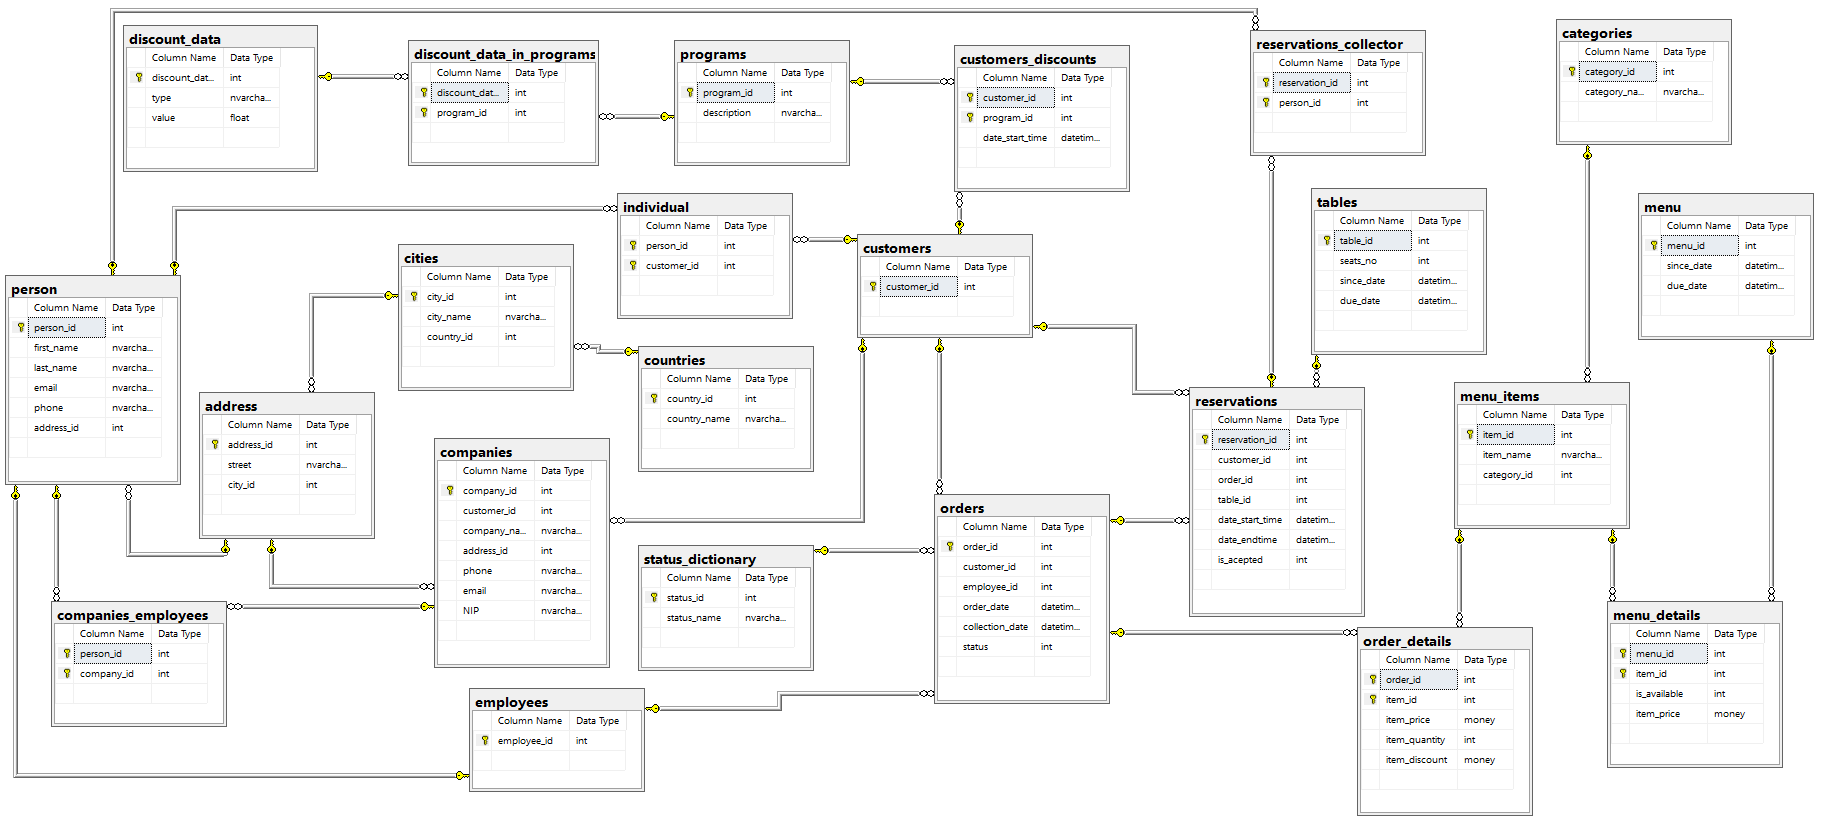 discount_data
Column Name Data Type
discount_dat... int
type nvarcha...
value float
discount_data_in_programs
Column Name Data Type
discount_dat... int
program_id int
programs
Column Name Data Type
program_id int
description nvarcha...
customers_discounts
Column Name Data Type
customer_id int
program_id int
date_start_time datetim...
reservations_collector
Column Name Data Type
reservation_id int
person_id int
categories
Column Name Data Type
category_id int
category_na... nvarcha...
individual
Column Name Data Type
person_id int
customer_id int
tables
Column Name Data Type
table_id int
seats_no int
since_date datetim...
due_date datetim...
menu
Column Name Data Type
menu_id int
since_date datetim...
due_date datetim...
cities
Column Name Data Type
city_id int
city_name nvarcha...
country_id int
customers
Column Name Data Type
customer_id int
person
Column Name Data Type
person_id int
first_name nvarcha...
last_name nvarcha...
email nvarcha...
phone nvarcha...
address_id int
countries
Column Name Data Type
country_id int
country_name nvarcha...
address
Column Name Data Type
address_id int
street nvarcha...
city_id int
reservations
Column Name Data Type
reservation_id int
customer_id int
order_id int
table_id int
date_start_time datetim...
date_endtime datetim...
is_acepted int
menu_items
Column Name Data Type
item_id int
item_name nvarcha...
category_id int
companies
Column Name Data Type
company_id int
customer_id int
company_na... nvarcha...
address_id int
phone nvarcha...
email nvarcha...
NIP nvarcha...
orders
Column Name Data Type
order_id int
customer_id int
employee_id int
order_date datetim...
collection_date datetim...
status int
status_dictionary
Column Name Data Type
status_id int
status_name nvarcha...
companies_employees
Column Name Data Type
person_id int
company_id int
menu_details
Column Name Data Type
menu_id int
item_id int
is_available int
item_price money
order_details
Column Name Data Type
order_id int
item_id int
item_price money
item_quantity int
item_discount money
employees
Column Name Data Type
employee_id int